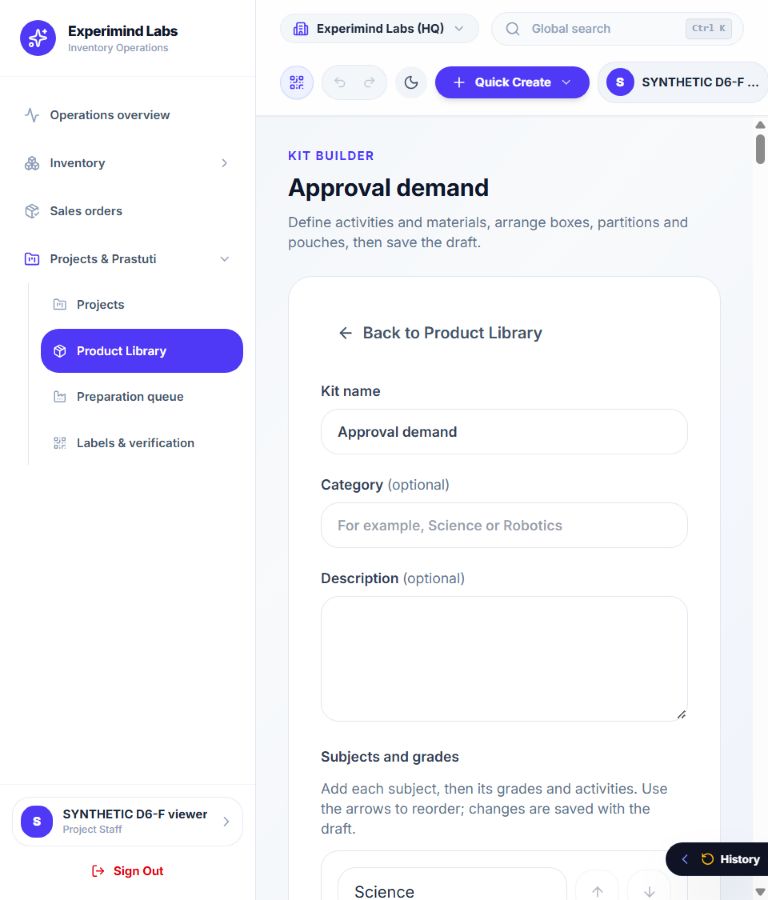 Experimind Labs
Inventory Operations
Operations overview
Inventory
Sales orders
Projects & Prastuti
Projects
Product Library
Preparation queue
Labels & verification
S
SYNTHETIC D6-F viewer
Project Staff
Sign Out
Experimind Labs (HQ)
Global search
Ctrl K
Quick Create
S
SYNTHETIC D6-F ...
KIT BUILDER
Approval demand
Define activities and materials, arrange boxes, partitions and
pouches, then save the draft.
Back to Product Library
Kit name
Approval demand
Category (optional)
For example, Science or Robotics
Description (optional)
Subjects and grades
Add each subject, then its grades and activities. Use
the arrows to reorder; changes are saved with the
draft.
Science
History